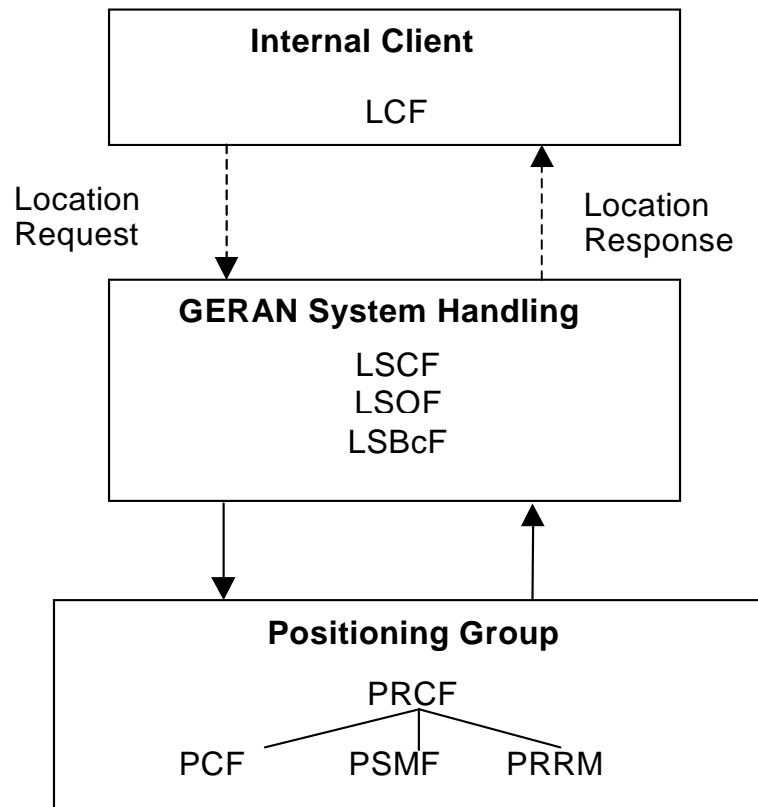 Internal Client
LCF
Location
Request
Location
Response
GERAN System Handling
LSCF
LSOF
LSBcF
Positioning Group
PRCF
PCF PSMF PRRM